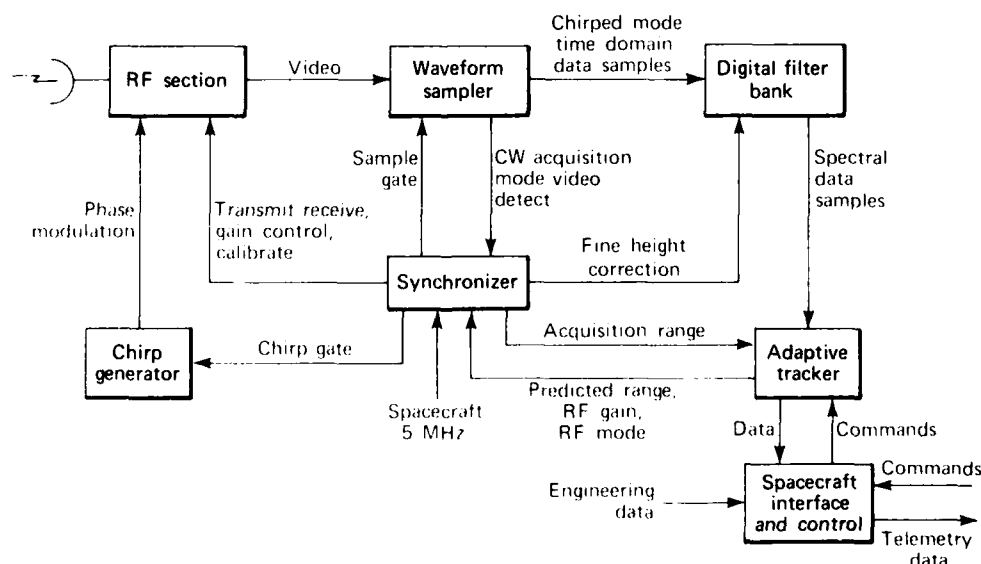 Chirped mode
time domain
data samples
RF section
Video
Waveform
sampler
Digital filter
bank
Phase
modulation
Transmit receive,
gain control,
calibrate
Sample
gate
CW acquisition
mode video
detect
Spectral
data
samples
Fine height
correction
Synchronizer
Chirp
generator
Chirp gate
Acquisition range
Adaptive
tracker
Spacecraft
5 MHz
Predicted range,
RF gain,
RF mode
Data
Commands
Engineering
data
Spacecraft
interface
and control
Commands
Telemetry
data